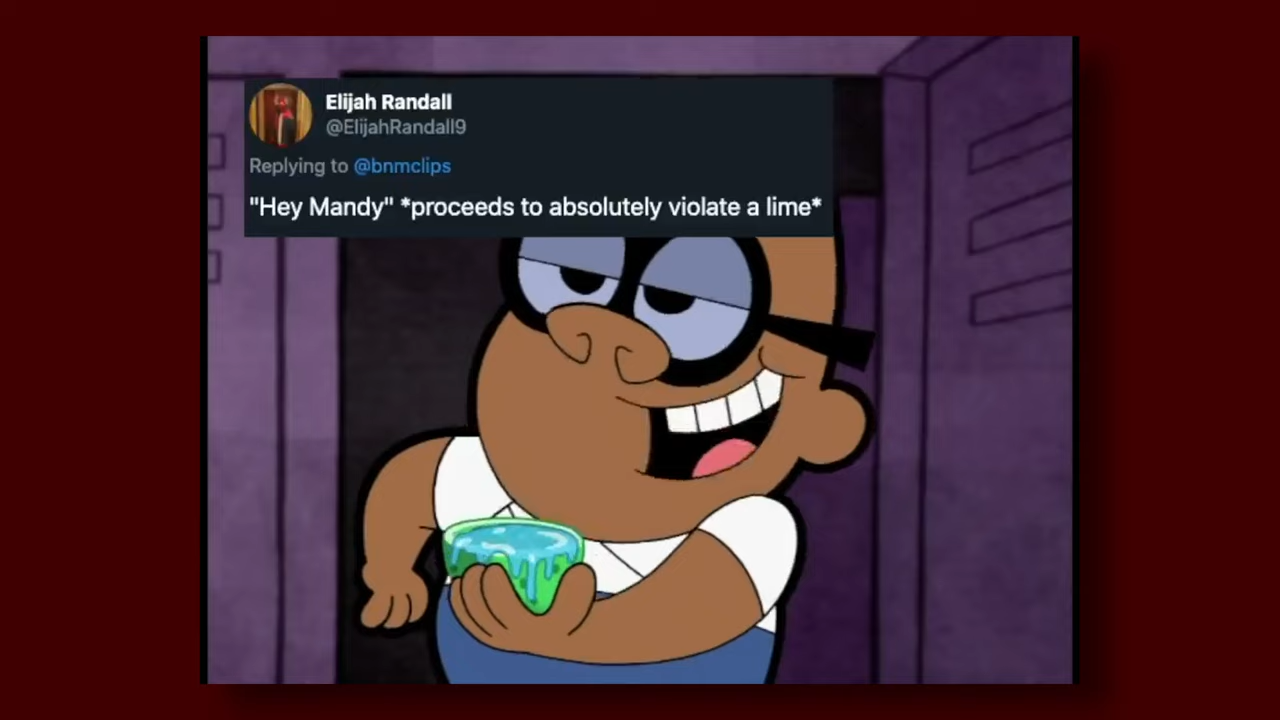 Elijah Randall
@ElijahRandall9
Replying to @bnmclips
"Hey Mandy" *proceeds to absolutely violate a lime*